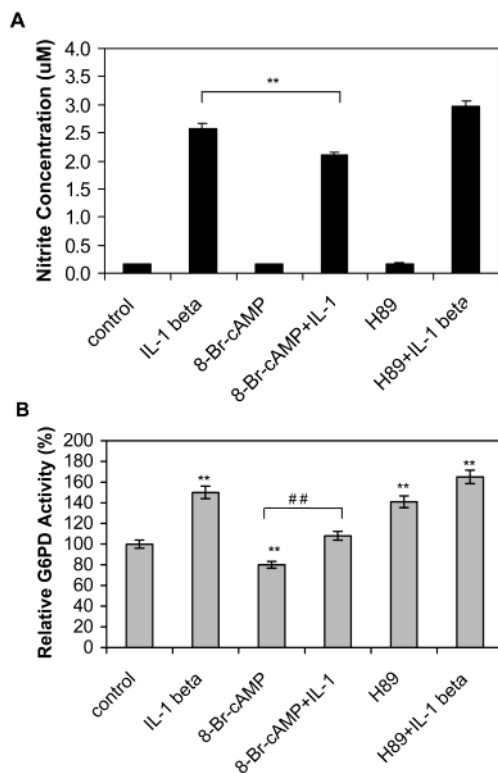 A
Nitrite Concentration (uM)
4.0
3.5
3.0
2.5
2.0
1.5
0.5
0.0
**
control
IL-1 beta
8-Br-cAMP
8-Br-cAMP+IL-1
H89
H89+IL-1 beta
B
Relative G6PD Activity (%)
200
180
160
140
120
100
80
60
40
20
0
**
**
##
**
**
control
IL-1 beta
8-Br-cAMP
8-Br-cAMP+IL-1
H89
H89+IL-1 beta